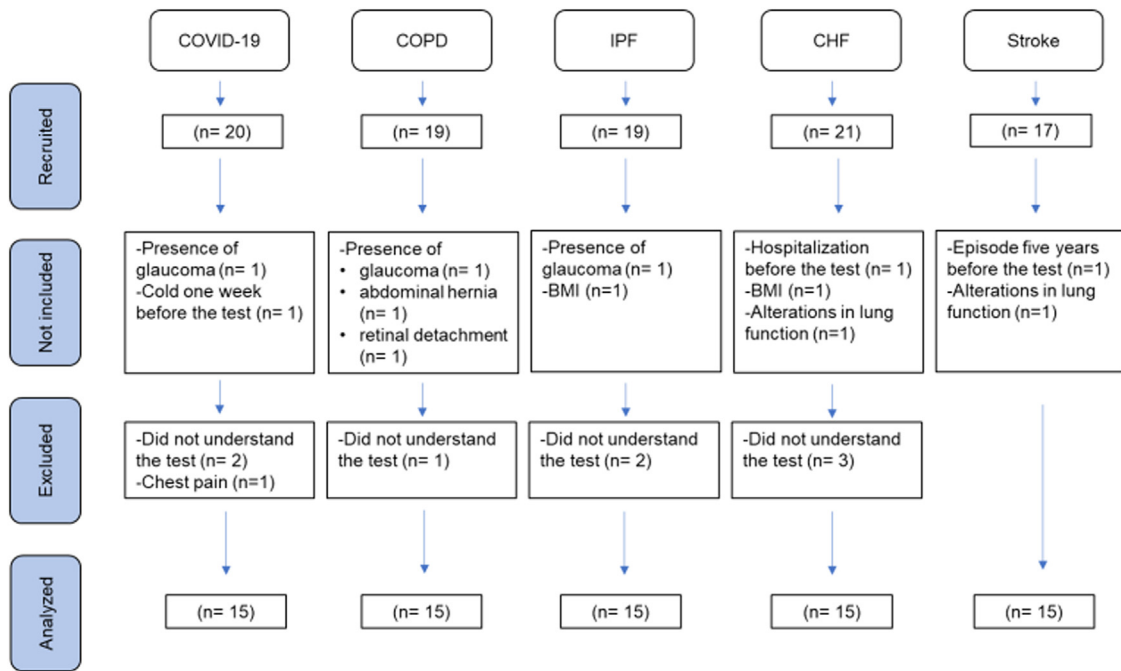 COVID-19
COPD
IPF
CHF
Stroke
Recruited
(n= 20)
(n= 19)
(n= 19)
(n= 21)
(n= 17)
Not included
-Presence of
glaucoma (n= 1)
-Cold one week
before the test (n= 1)
-Presence of
• glaucoma (n= 1)
• abdominal hernia
(n= 1)
• retinal detachment
(n= 1)
-Presence of
glaucoma (n= 1)
-BMI (n=1)
-Hospitalization
before the test (n= 1)
-BMI (n=1)
-Alterations in lung
function (n=1)
-Episode five years
before the test (n=1)
-Alterations in lung
function (n=1)
Excluded
-Did not understand
the test (n= 2)
-Chest pain (n=1)
-Did not understand
the test (n= 1)
-Did not understand
the test (n= 2)
-Did not understand
the test (n= 3)
Analyzed
(n= 15)
(n= 15)
(n= 15)
(n= 15)
(n= 15)